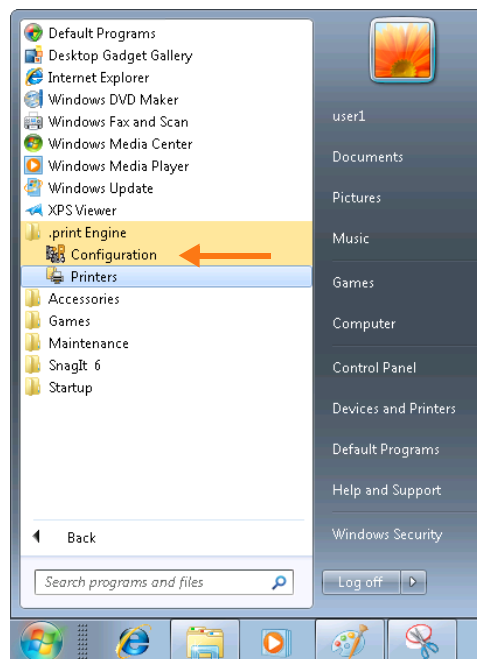 Default Programs
Desktop Gadget Gallery
Internet Explorer
Windows DVD Maker
Windows Fax and Scan
Windows Media Center
Windows Media Player
Windows Update
XPS Viewer
.print Engine
Configuration
Printers
Accessories
Games
Maintenance
SnagIt 6
Startup
Back
Search programs and files
user1
Documents
Pictures
Music
Games
Computer
Control Panel
Devices and Printers
Default Programs
Help and Support
Windows Security
Log off